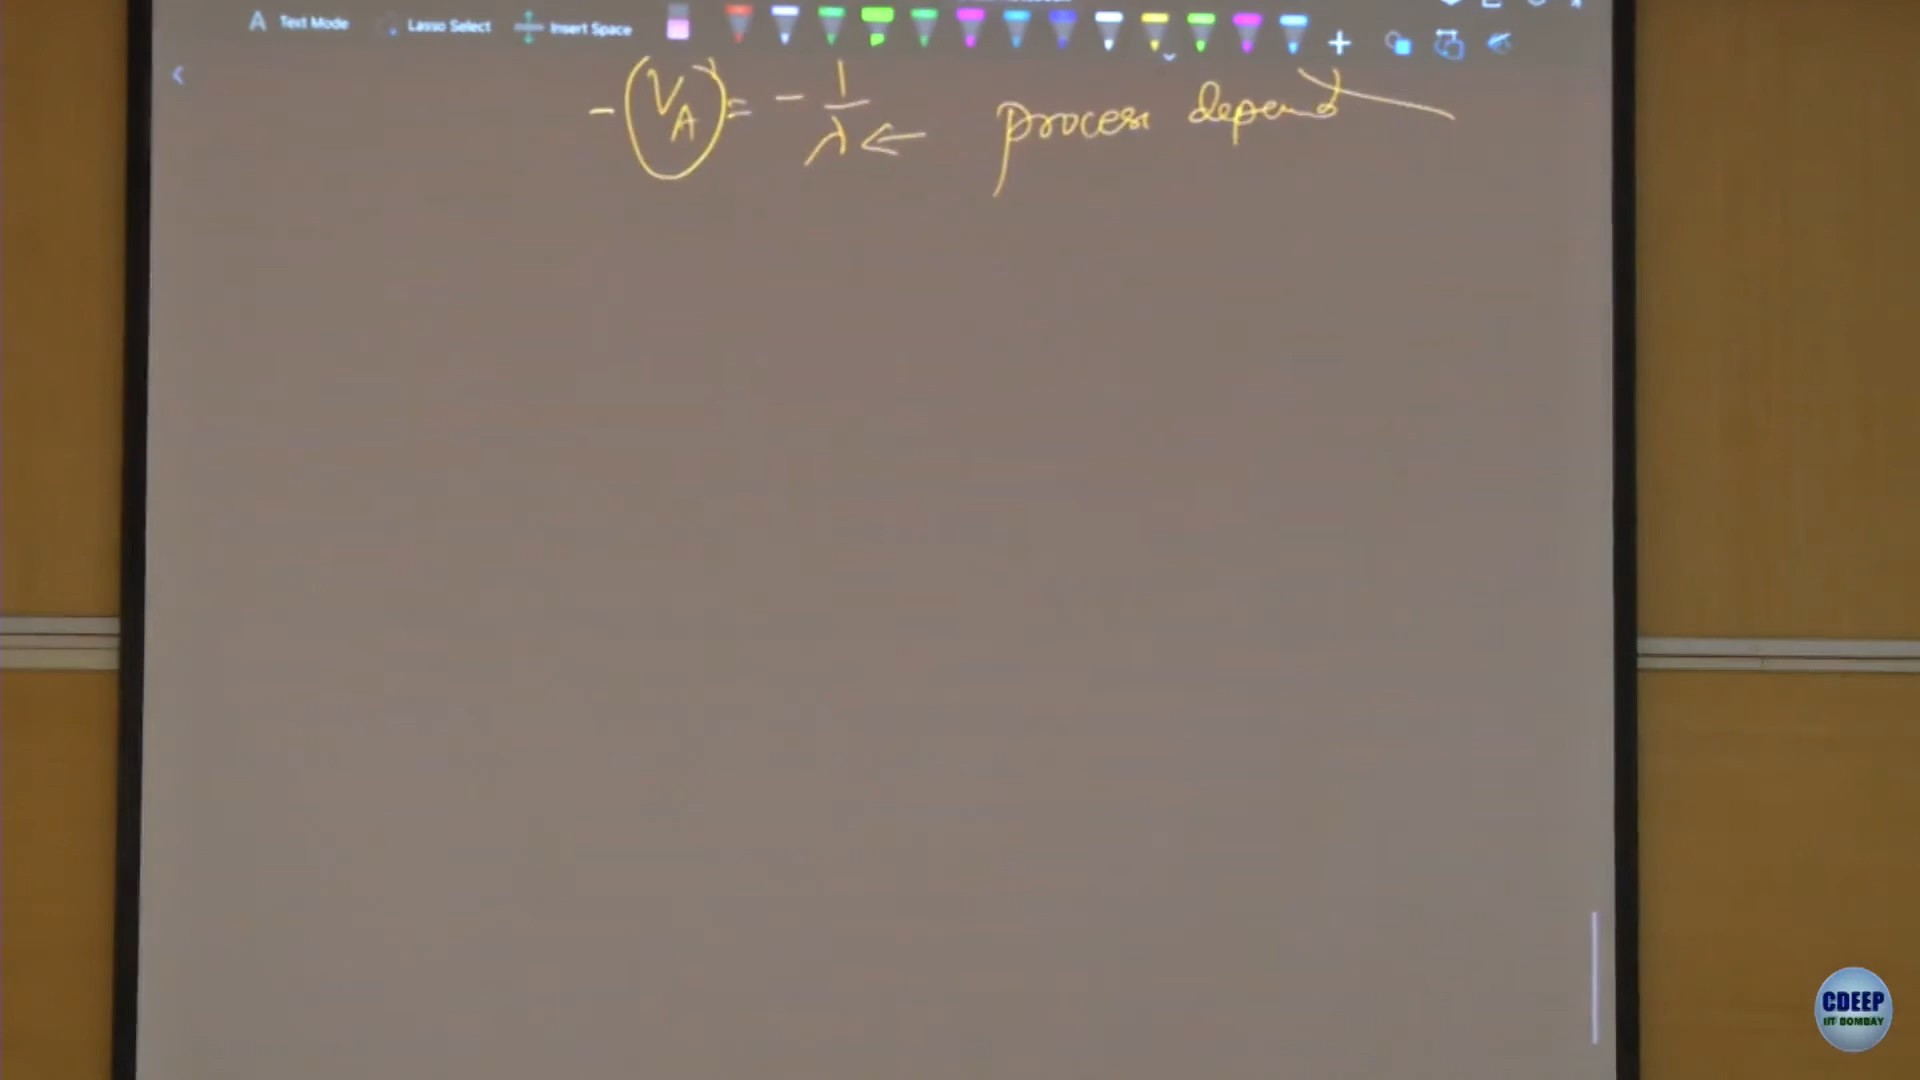 A Text Mode Lasso Select Insert Space
-(V_A) = - 1/λ ← process depend
CDEEP
IIT BOMBAY